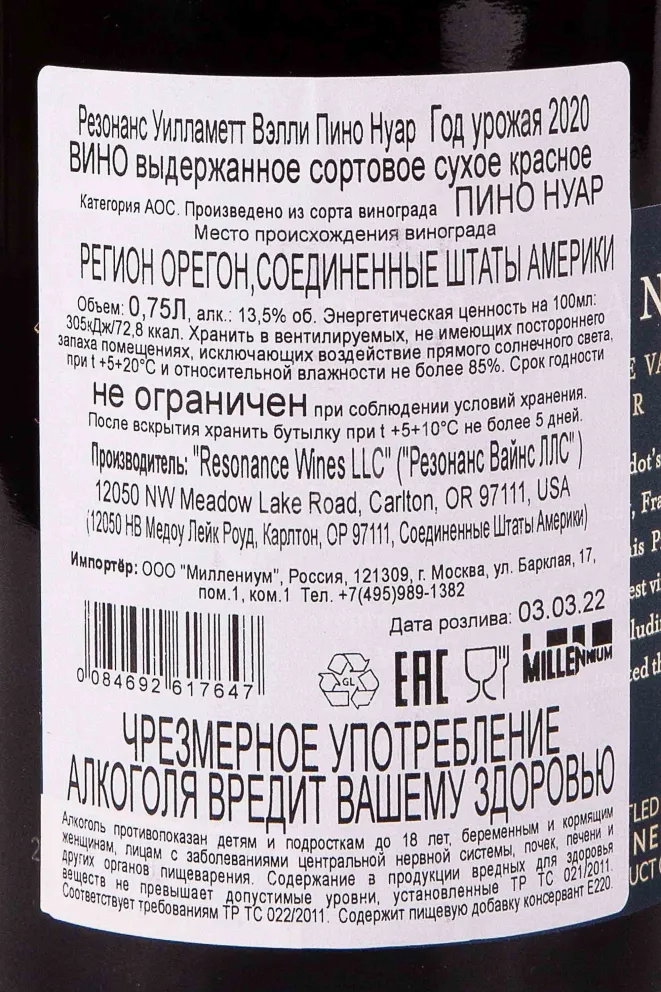 Резонанс Уилламетт Вэлли Пино Нуар Год урожая 2020
ВИНО выдержанное сортовое сухое красное
Категория АОС. Произведено из сорта винограда ПИНО НУАР
Место происхождения винограда
РЕГИОН ОРЕГОН,СОЕДИНЕННЫЕ ШТАТЫ АМЕРИКИ
Объем: 0,75Л, алк.: 13,5% об. Энергетическая ценность на 100мл:
305кДж/72,8 ккал. Хранить в вентилируемых, не имеющих постороннего
запаха помещениях, исключающих воздействие прямого солнечного света,
при t +5+20°C и относительной влажности не более 85%. Срок годности
не ограничен при соблюдении условий хранения.
После вскрытия хранить бутылку при t +5+10°C не более 5 дней.
Производитель: "Resonance Wines LLC" ("Резонанс Вайнс ЛЛС")
12050 NW Meadow Lake Road, Carlton, OR 97111, USA
(12050 НВ Медоу Лейк Роуд, Карлтон, ОР 97111, Соединенные Штаты Америки)
Импортёр: ООО "Миллениум", Россия, 121309, г. Москва, ул. Барклая, 17,
пом.1, ком.1 Тел. +7(495)989-1382
Дата розлива: 03.03.22
0 084692 617647
GL
EAC
MILLENNIUM
ЧРЕЗМЕРНОЕ УПОТРЕБЛЕНИЕ
АЛКОГОЛЯ ВРЕДИТ ВАШЕМУ ЗДОРОВЬЮ
Алкоголь противопоказан детям и подросткам до 18 лет, беременным и кормящим
женщинам, лицам с заболеваниями центральной нервной системы, почек, печени и
других органов пищеварения. Содержание в продукции вредных для здоровья
веществ не превышает допустимые уровни, установленные ТР ТС 021/2011.
Соответствует требованиям ТР ТС 022/2011. Содержит пищевую добавку консервант Е220.